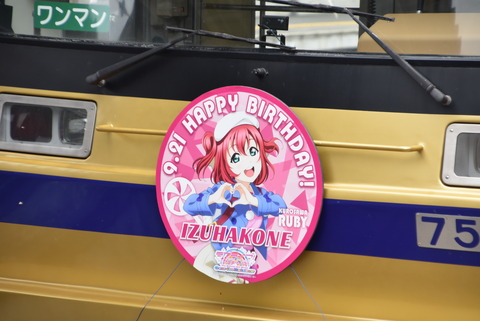 ワンマン
9.21 HAPPY BIRTHDAY!
KUROSAWA
RUBY
IZUHAKONE
75